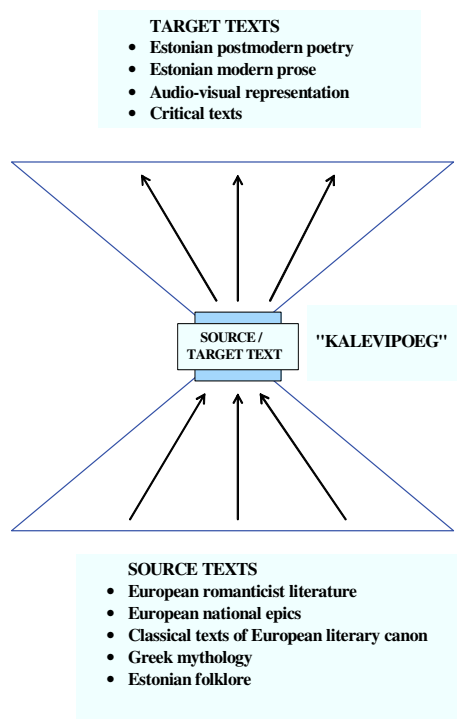 TARGET TEXTS
• Estonian postmodern poetry
• Estonian modern prose
• Audio-visual representation
• Critical texts
SOURCE /
TARGET TEXT
"KALEVIPOEG"
SOURCE TEXTS
• European romanticist literature
• European national epics
• Classical texts of European literary canon
• Greek mythology
• Estonian folklore